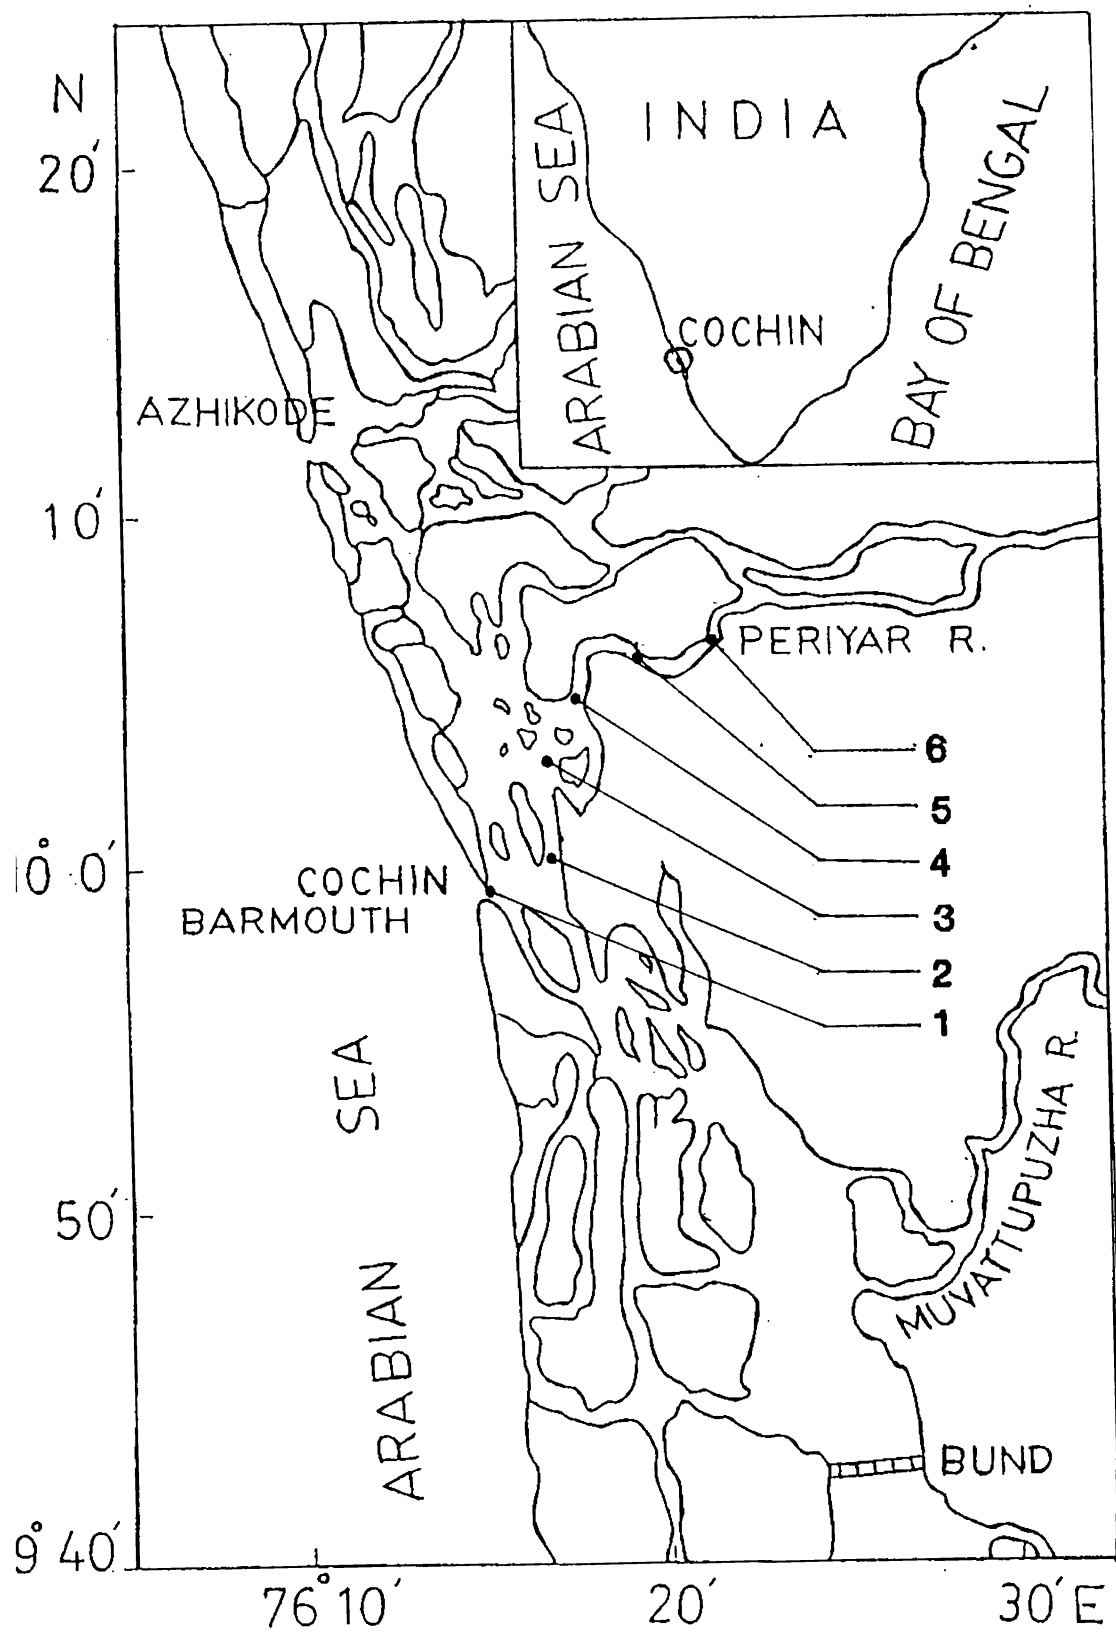 N
20′
10′
10° 0′
50′
9° 40′
76° 10′
20′
30′ E
INDIA
ARABIAN SEA
BAY OF BENGAL
COCHIN
AZHIKODE
PERIYAR R.
6
5
4
3
2
1
COCHIN
BARMOUTH
ARABIAN SEA
MUVATTUPUZHA R.
BUND